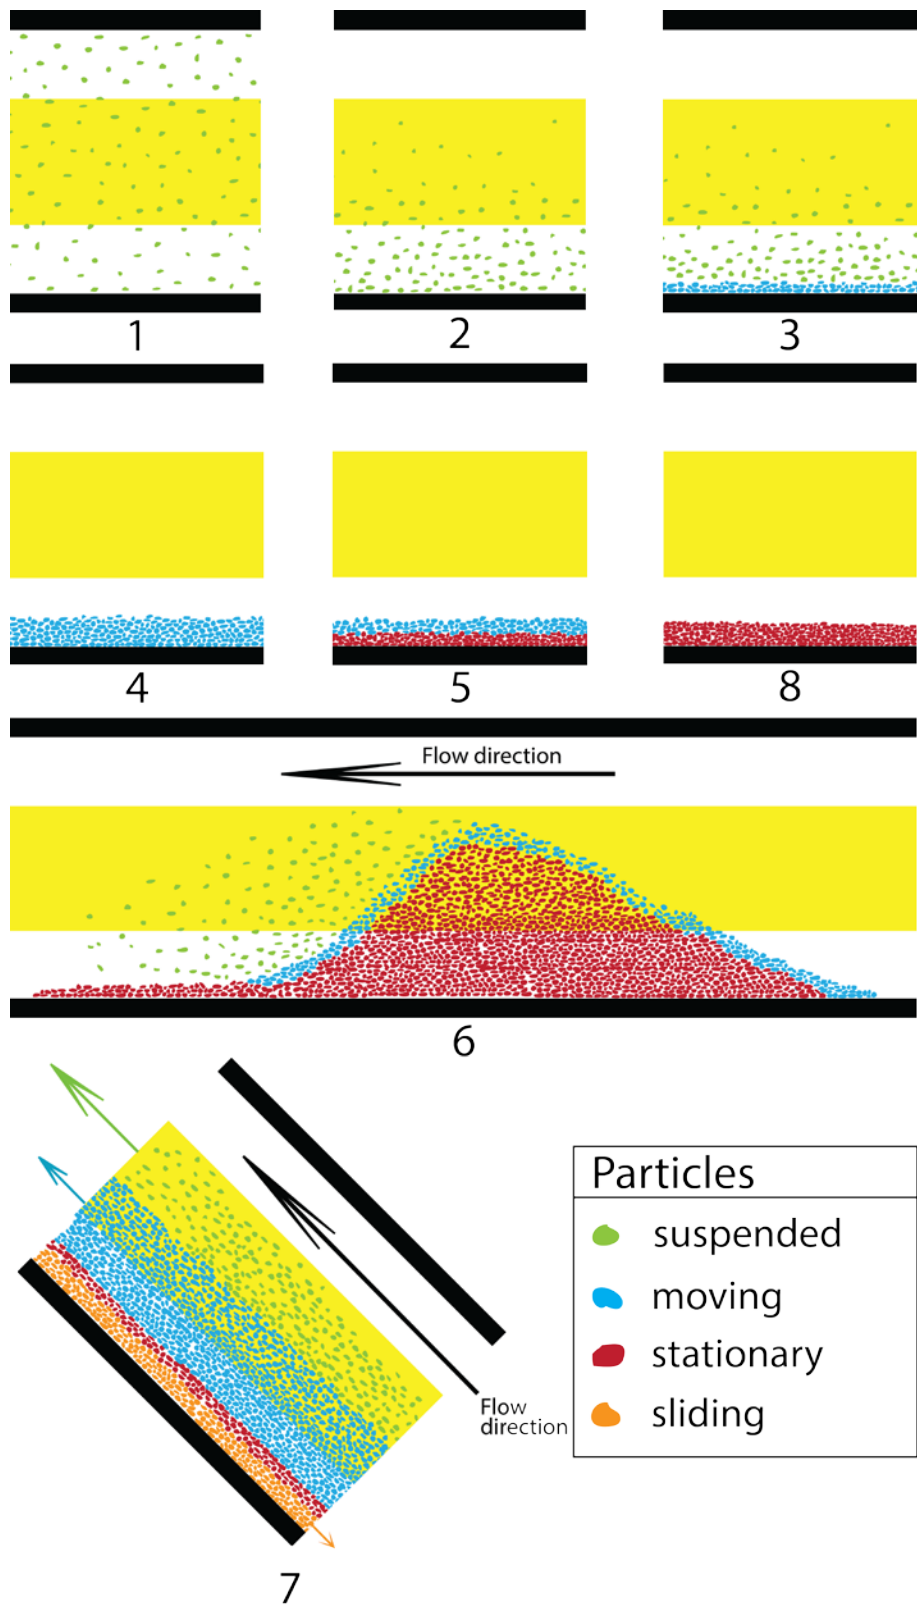 1
2
3
4
5
8
Flow direction
6
Flow
direction
7
Particles
suspended
moving
stationary
sliding